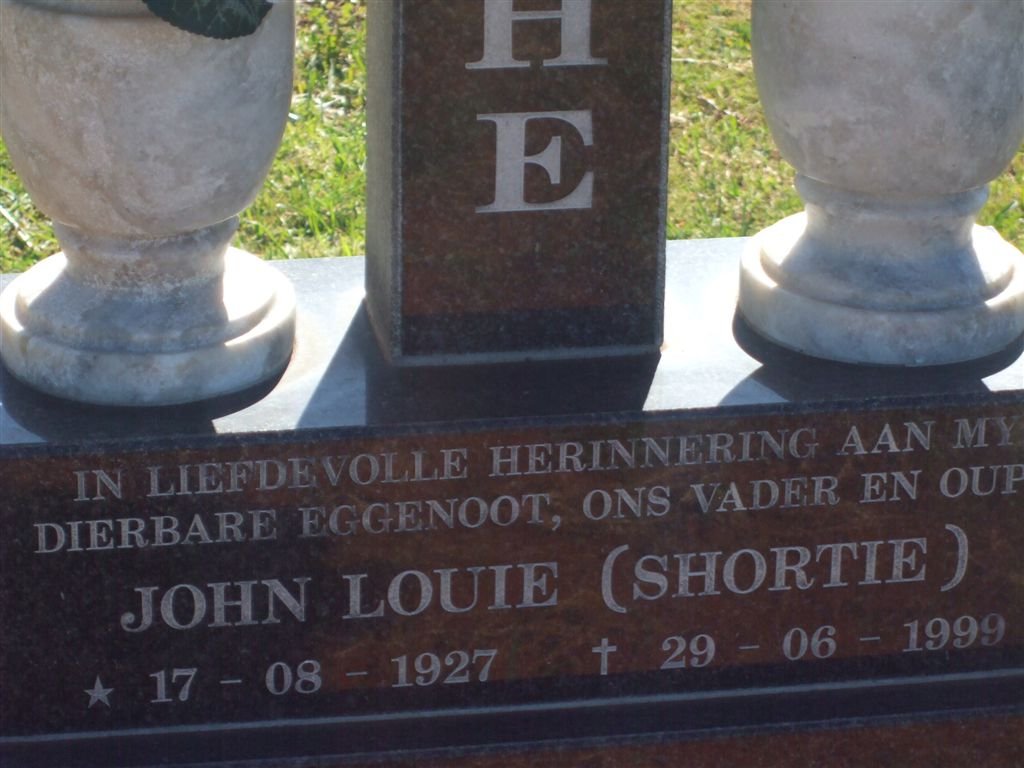 H
E
IN LIEFDEVOLLE HERINNERING AAN MY
DIERBARE EGGENOOT, ONS VADER EN OUP
JOHN LOUIE (SHORTIE)
★ 17 – 08 – 1927 † 29 – 06 – 1999